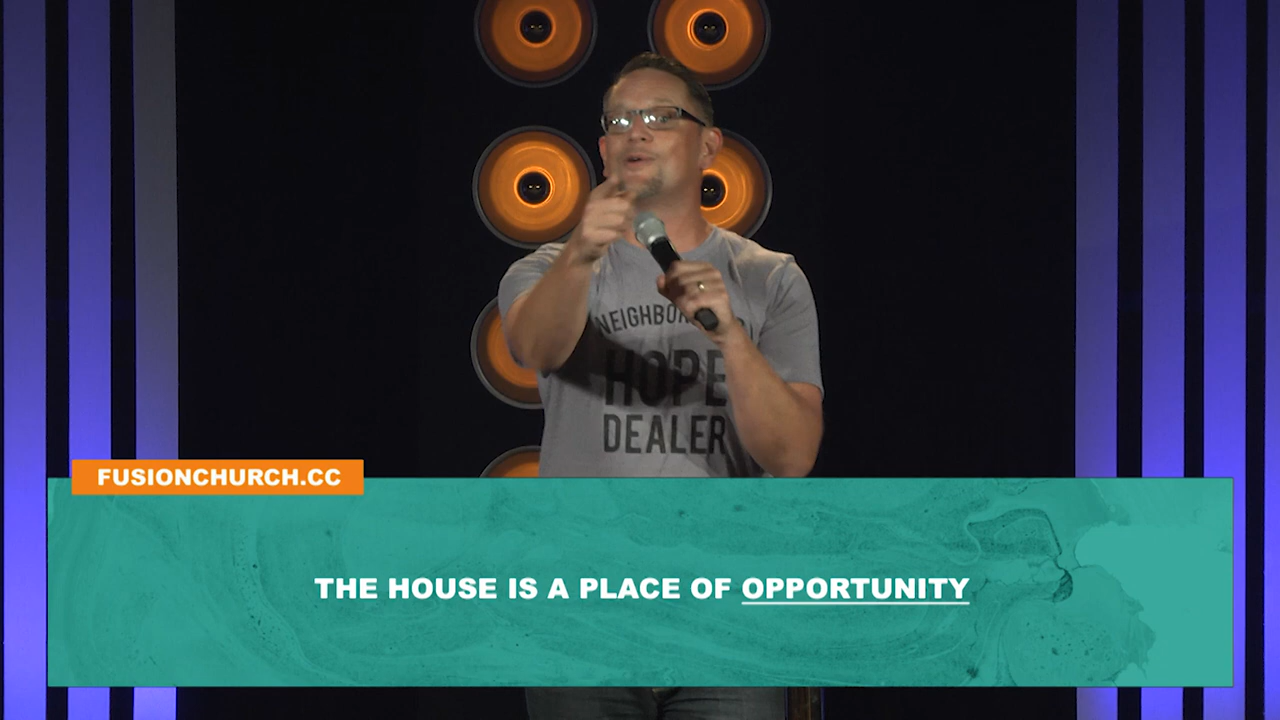 HOPE
DEALER
FUSIONCHURCH.CC
THE HOUSE IS A PLACE OF OPPORTUNITY